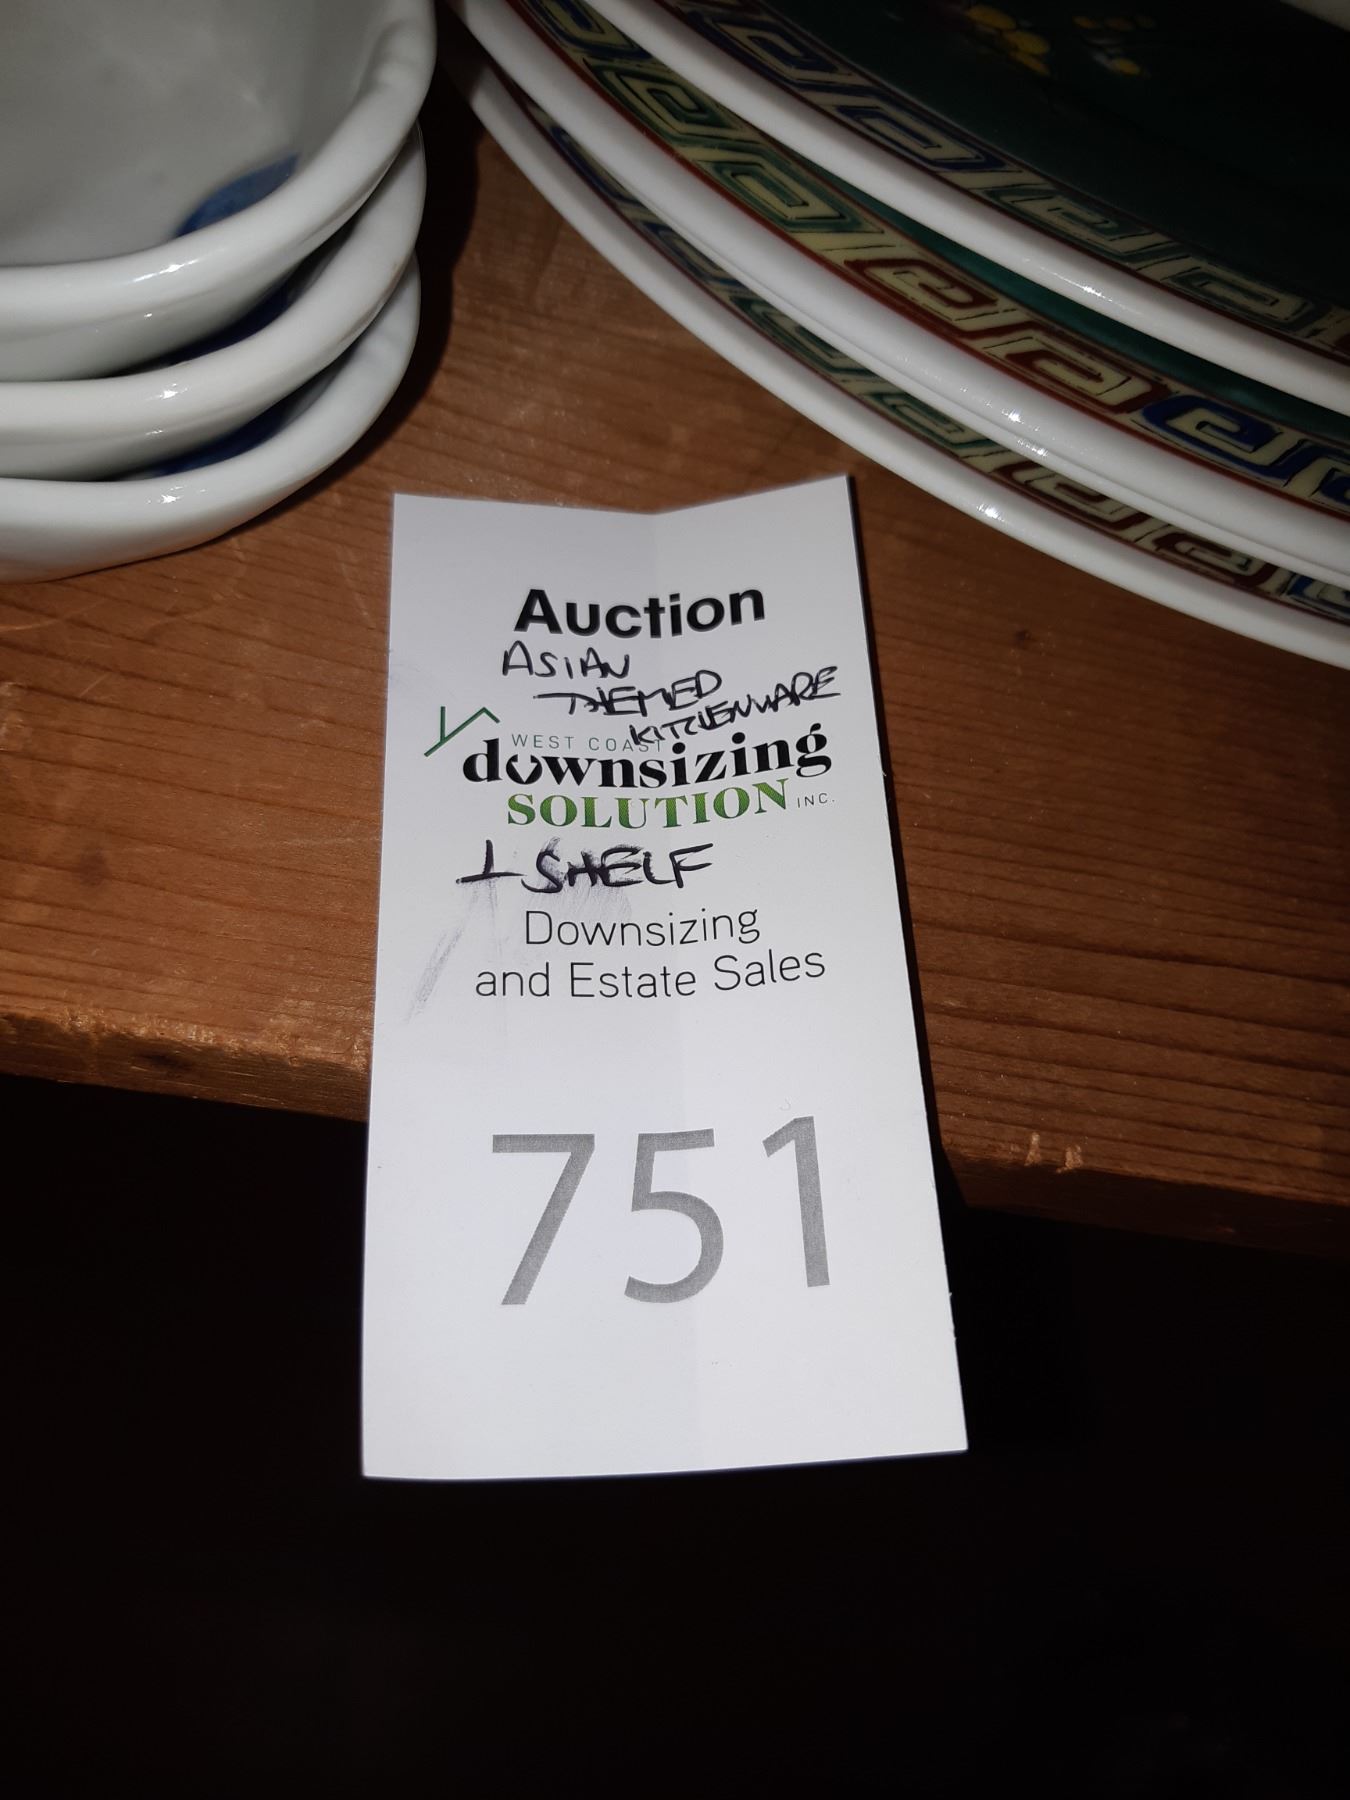 Auction
ASIAN
THEMED
KITCHENWARE
WEST COAST
downsizing
SOLUTION INC.
1 SHELF
Downsizing
and Estate Sales
751